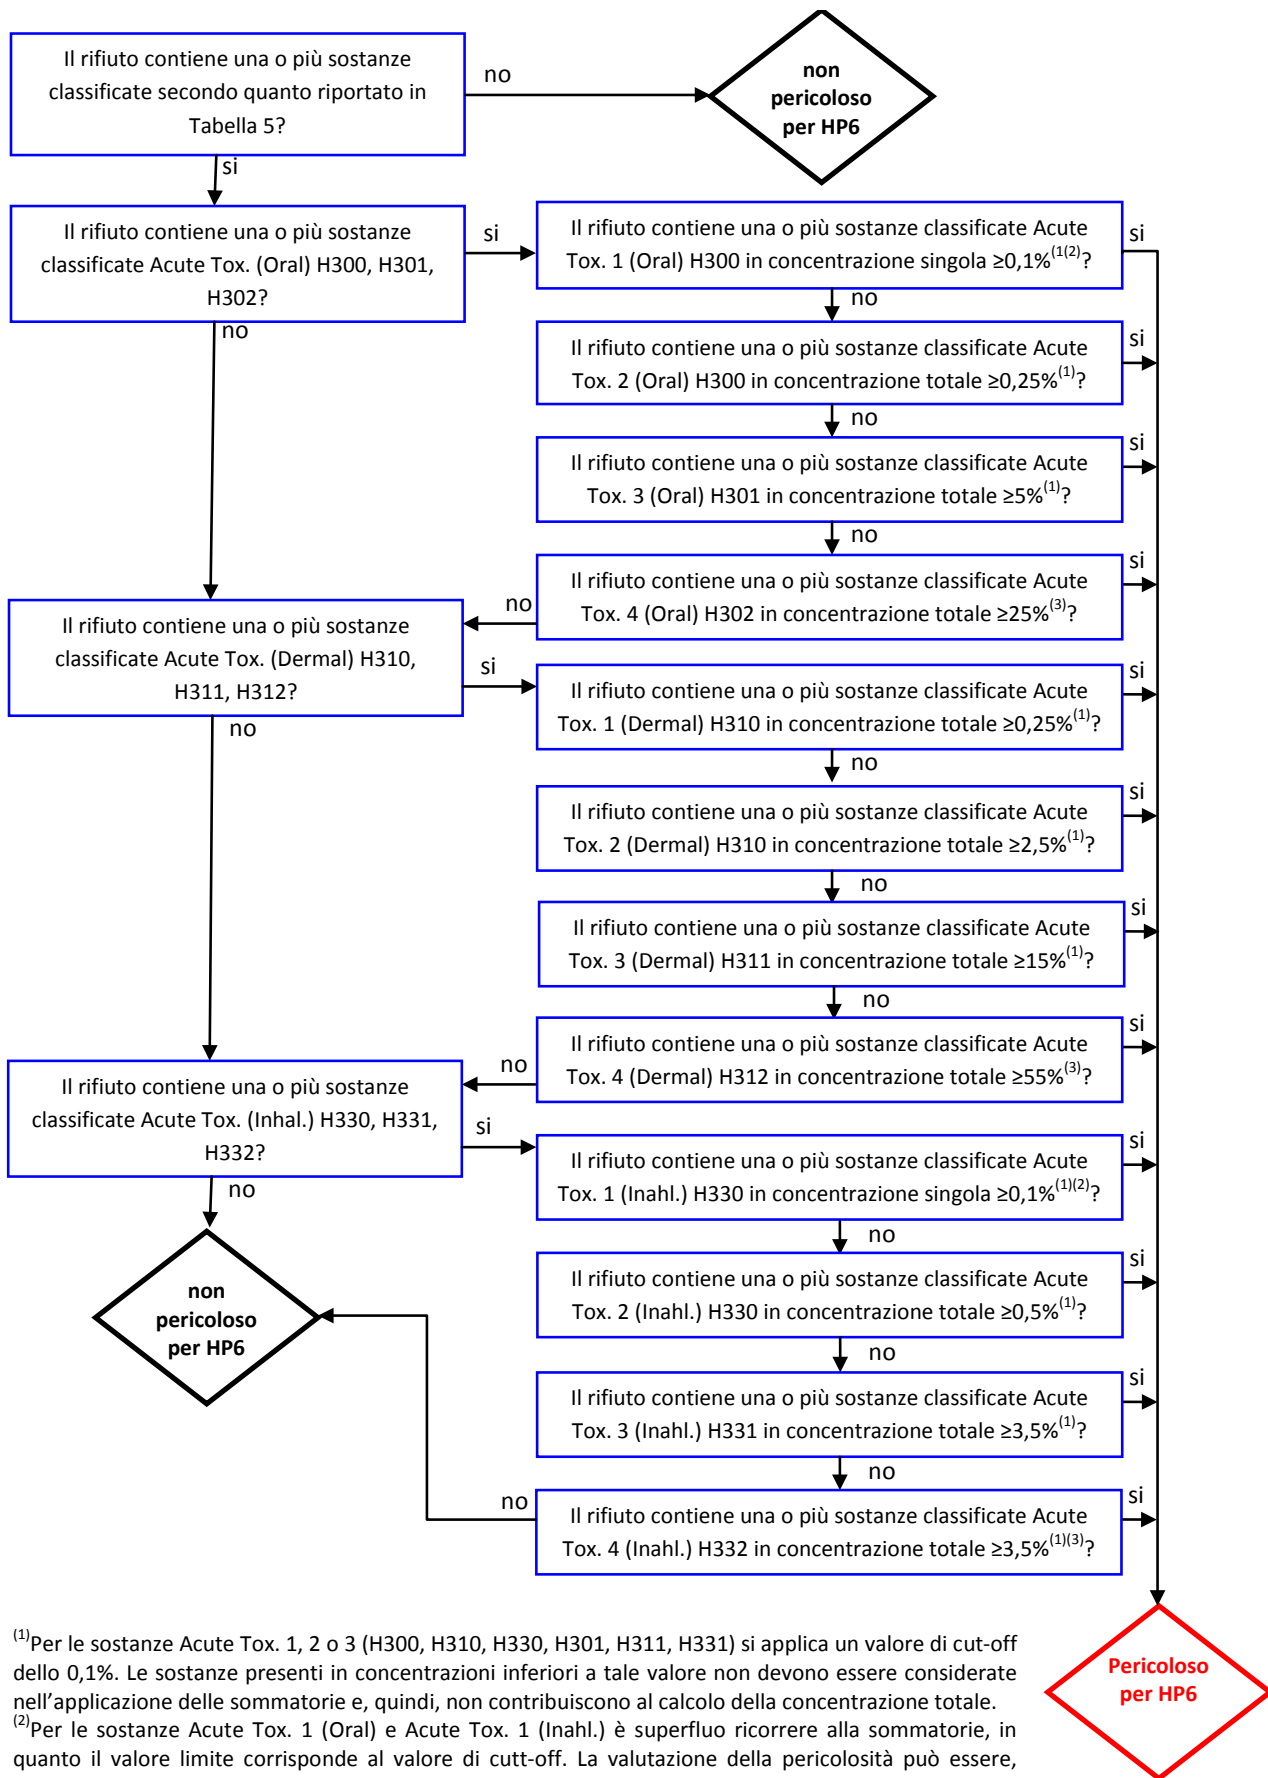 Il rifiuto contiene una o più sostanze
classificate secondo quanto riportato in
Tabella 5?
no
non
pericoloso
per HP6
si
Il rifiuto contiene una o più sostanze
classificate Acute Tox. (Oral) H300, H301,
H302?
si
Il rifiuto contiene una o più sostanze classificate Acute
Tox. 1 (Oral) H300 in concentrazione singola ≥0,1%(1(2)?
si
no
no
Il rifiuto contiene una o più sostanze classificate Acute
Tox. 2 (Oral) H300 in concentrazione totale ≥0,25%(1)?
si
no
Il rifiuto contiene una o più sostanze classificate Acute
Tox. 3 (Oral) H301 in concentrazione totale ≥5%(1)?
si
no
Il rifiuto contiene una o più sostanze classificate Acute
Tox. 4 (Oral) H302 in concentrazione totale ≥25%(3)?
si
no
Il rifiuto contiene una o più sostanze
classificate Acute Tox. (Dermal) H310,
H311, H312?
si
Il rifiuto contiene una o più sostanze classificate Acute
Tox. 1 (Dermal) H310 in concentrazione totale ≥0,25%(1)?
si
no
no
Il rifiuto contiene una o più sostanze classificate Acute
Tox. 2 (Dermal) H310 in concentrazione totale ≥2,5%(1)?
si
no
Il rifiuto contiene una o più sostanze classificate Acute
Tox. 3 (Dermal) H311 in concentrazione totale ≥15%(1)?
si
no
Il rifiuto contiene una o più sostanze classificate Acute
Tox. 4 (Dermal) H312 in concentrazione totale ≥55%(3)?
si
no
Il rifiuto contiene una o più sostanze
classificate Acute Tox. (Inhal.) H330, H331,
H332?
si
Il rifiuto contiene una o più sostanze classificate Acute
Tox. 1 (Inahl.) H330 in concentrazione singola ≥0,1%(1)(2)?
si
no
no
non
pericoloso
per HP6
Il rifiuto contiene una o più sostanze classificate Acute
Tox. 2 (Inahl.) H330 in concentrazione totale ≥0,5%(1)?
si
no
Il rifiuto contiene una o più sostanze classificate Acute
Tox. 3 (Inahl.) H331 in concentrazione totale ≥3,5%(1)?
si
no
no
Il rifiuto contiene una o più sostanze classificate Acute
Tox. 4 (Inahl.) H332 in concentrazione totale ≥3,5%(1)(3)?
si
Pericoloso
per HP6
(1)Per le sostanze Acute Tox. 1, 2 o 3 (H300, H310, H330, H301, H311, H331) si applica un valore di cut-off
dello 0,1%. Le sostanze presenti in concentrazioni inferiori a tale valore non devono essere considerate
nell'applicazione delle sommatorie e, quindi, non contribuiscono al calcolo della concentrazione totale.
(2)Per le sostanze Acute Tox. 1 (Oral) e Acute Tox. 1 (Inahl.) è superfluo ricorrere alla sommatorie, in
quanto il valore limite corrisponde al valore di cutt-off. La valutazione della pericolosità può essere,